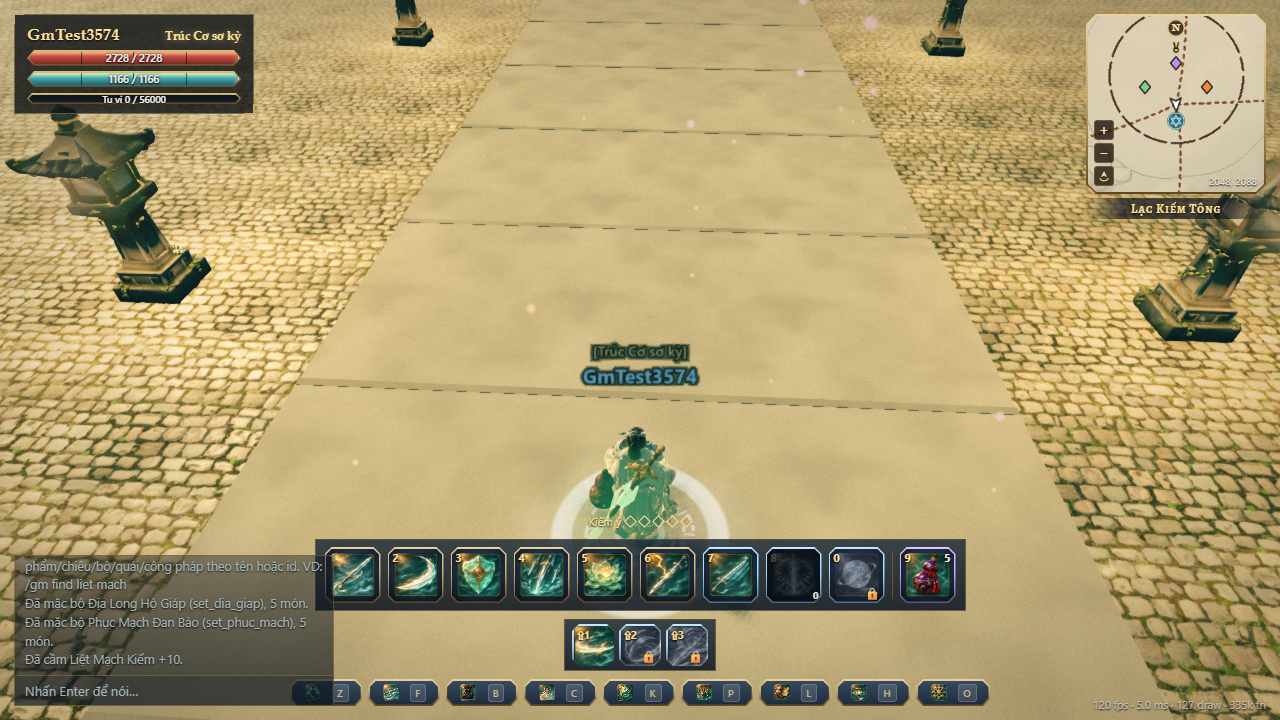 GmTest3574 Trúc Cơ sơ kỳ
2728 / 2728
1166 / 1166
Tu vi 0 / 56000
N
+
−
2048, 2088
Lạc Kiếm Tông
[Trúc Cơ sơ kỳ]
GmTest3574
Kiếm ý
2 3 4 5 6 7 8 0 0 9 5
1 2 3
phẩm/chiêu/bộ/quái/công pháp theo tên hoặc id. VD:
/gm find liet mach
Đã mặc bộ Địa Long Hộ Giáp (set_dia_giap), 5 món.
Đã mặc bộ Phục Mạch Đan Bào (set_phuc_mach), 5
món.
Đã cầm Liệt Mạch Kiếm +10.
Nhấn Enter để nói...
Z F B C K P L H O
120 fps · 5.0 ms · 127 draw · 335k tri